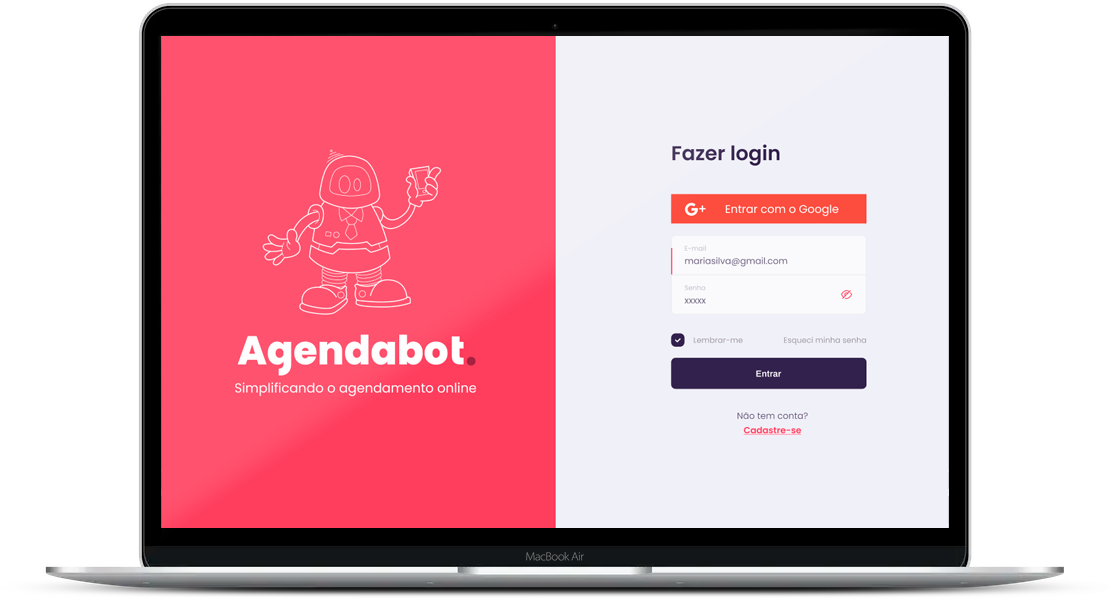 Agendabot.
Simplificando o agendamento online
Fazer login
G+ Entrar com o Google
E-mail
mariasilva@gmail.com
Senha
xxxxx
Lembrar-me Esqueci minha senha
Entrar
Não tem conta?
Cadastre-se
MacBook Air